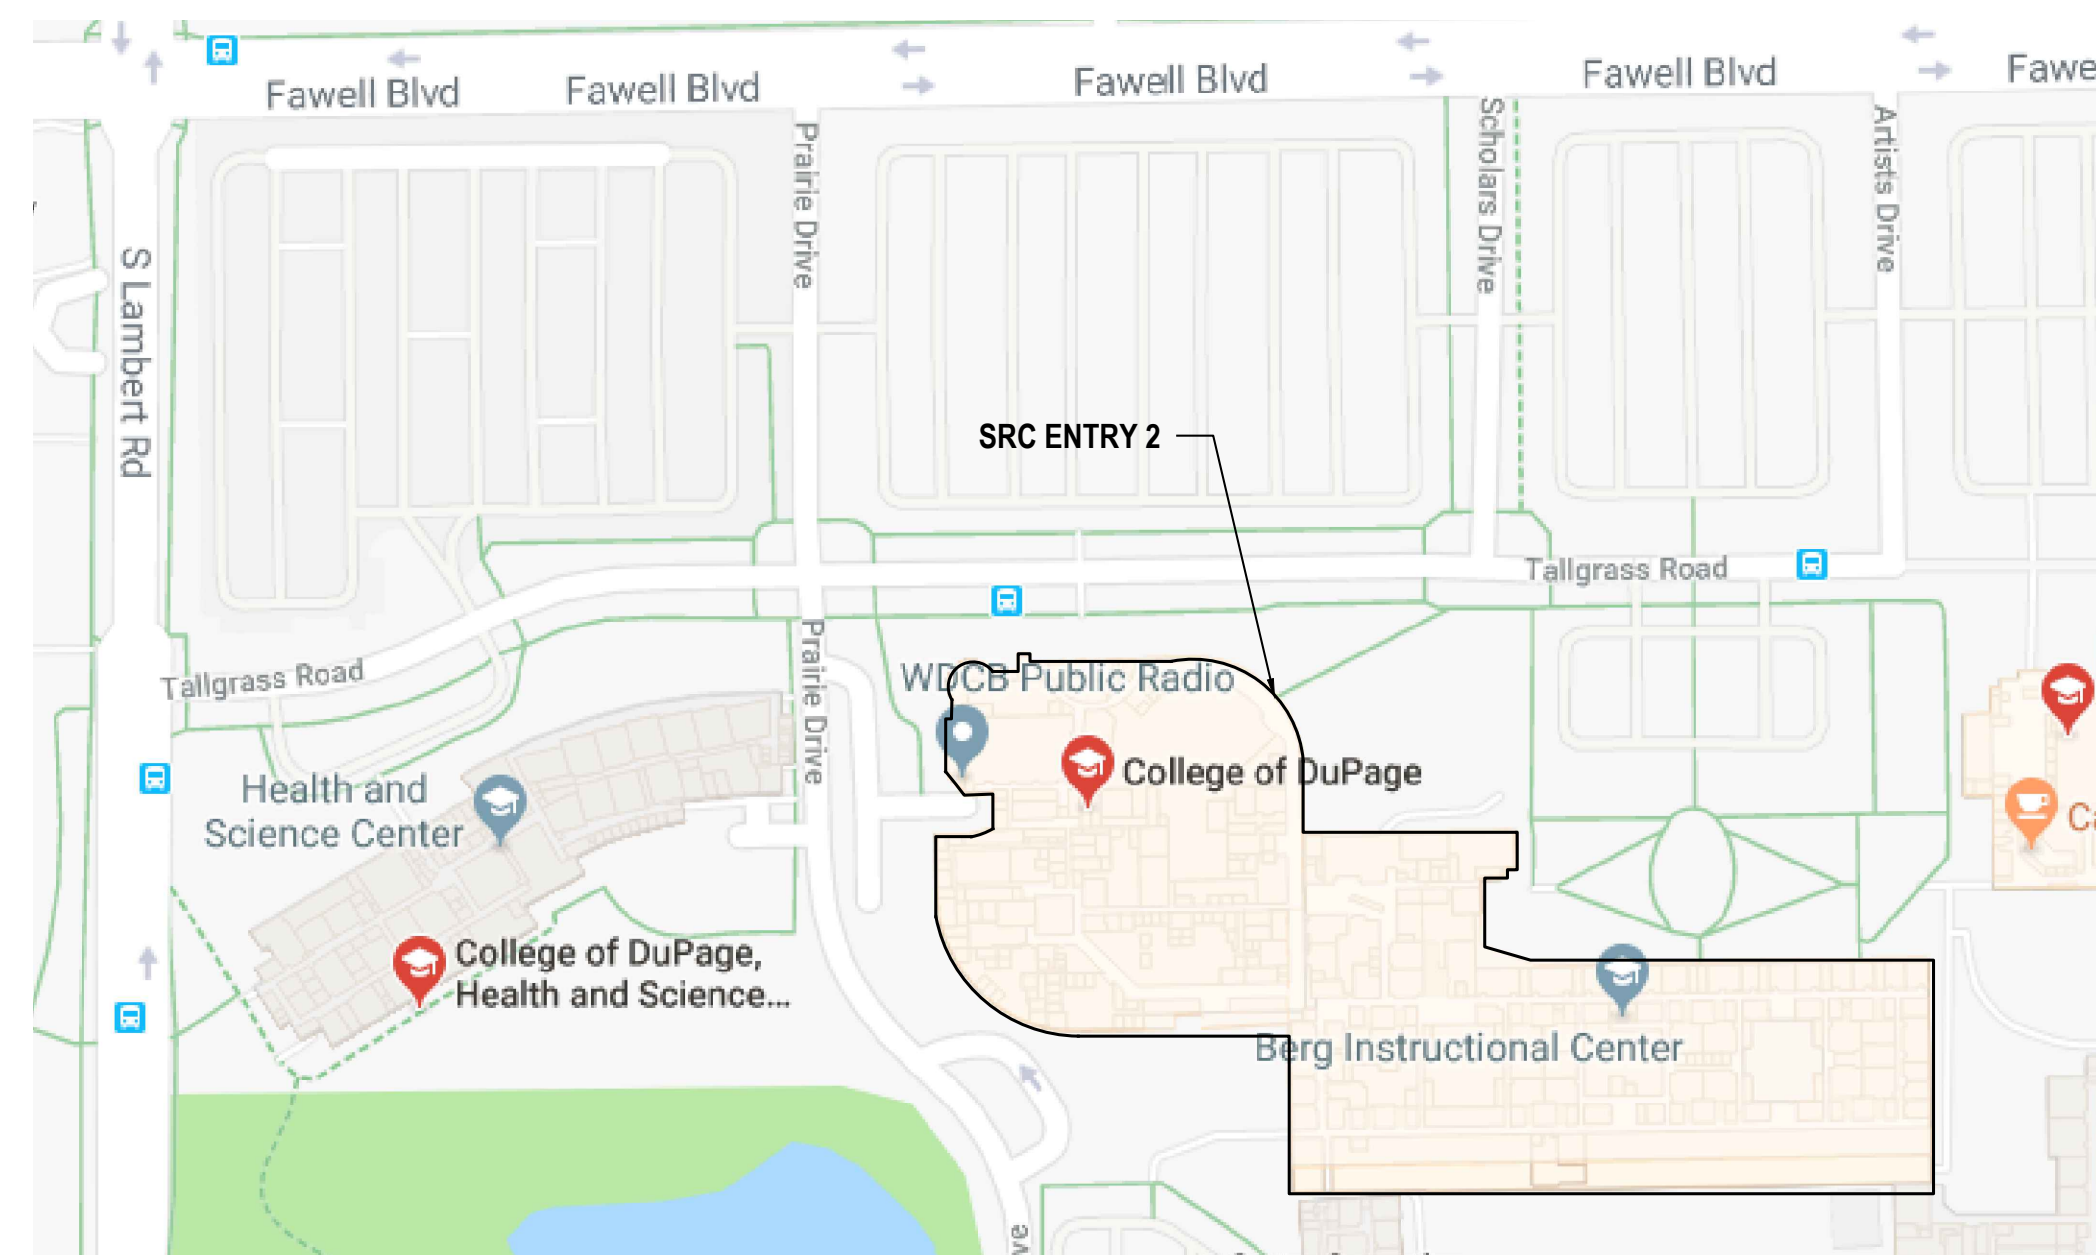 Fawell Blvd
Fawell Blvd
Fawell Blvd
Fawell Blvd
Fawe
S Lambert Rd
Prairie Drive
Scholars Drive
Artists Drive
SRC ENTRY 2
Tallgrass Road
Tallgrass Road
Prairie Drive
WDCB Public Radio
College of DuPage
Health and
Science Center
Ca
College of DuPage,
Health and Science...
Berg Instructional Center
ve